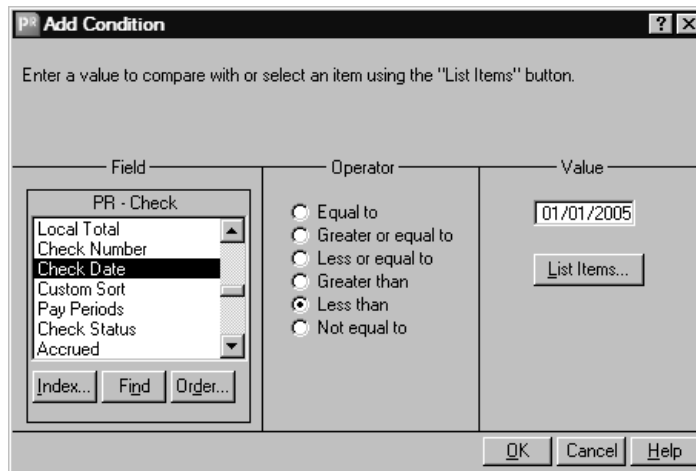 PR Add Condition
? X
Enter a value to compare with or select an item using the "List Items" button.
Field
PR - Check
Local Total
Check Number
Check Date
Custom Sort
Pay Periods
Check Status
Accrued
Index... Find Order...
Operator
Equal to
Greater or equal to
Less or equal to
Greater than
Less than
Not equal to
Value
01/01/2005
List Items...
OK Cancel Help